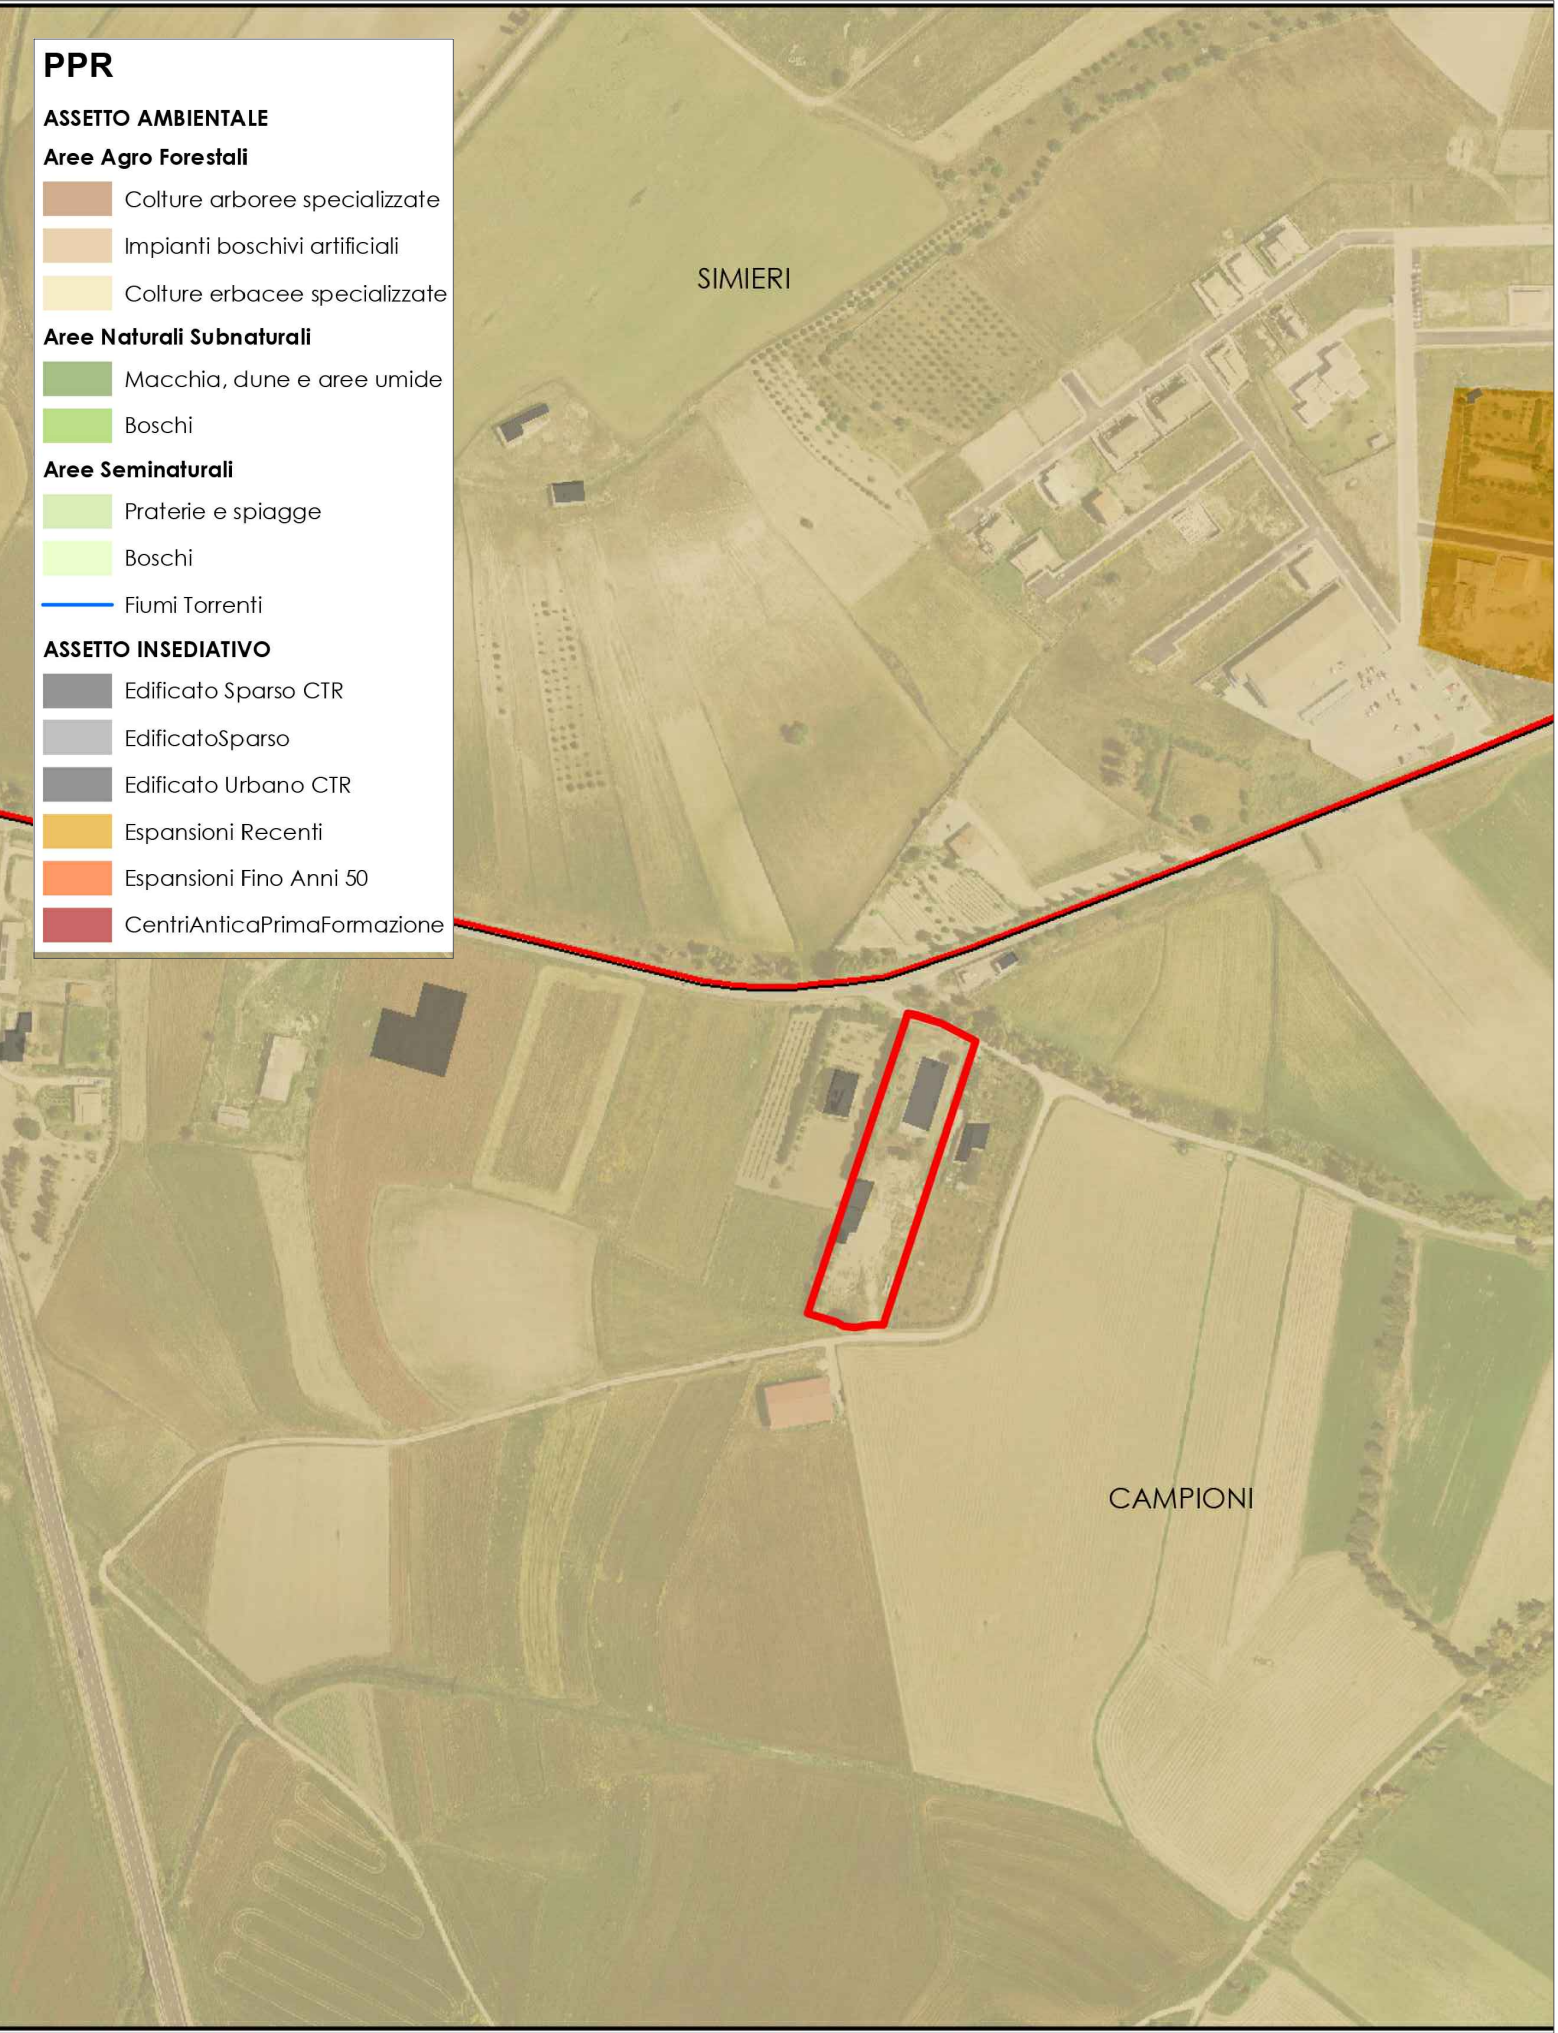 PPR
ASSETTO AMBIENTALE
Aree Agro Forestali
Colture arboree specializzate
Impianti boschivi artificiali
Colture erbacee specializzate
Aree Naturali Subnaturali
Macchia, dune e aree umide
Boschi
Aree Seminaturali
Praterie e spiagge
Boschi
Fiumi Torrenti
ASSETTO INSEDIATIVO
Edificato Sparso CTR
EdificatoSparso
Edificato Urbano CTR
Espansioni Recenti
Espansioni Fino Anni 50
CentriAnticaPrimaFormazione
SIMIERI
CAMPIONI